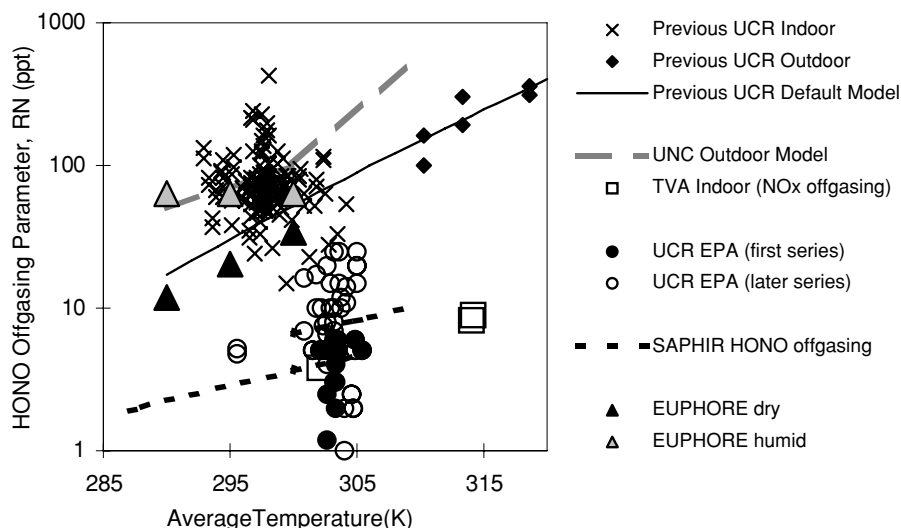 1000
100
10
1
HONO Offgasing Parameter, RN (ppt)
285
295
305
315
AverageTemperature(K)
Previous UCR Indoor
Previous UCR Outdoor
Previous UCR Default Model
UNC Outdoor Model
TVA Indoor (NOx offgasing)
UCR EPA (first series)
UCR EPA (later series)
SAPHIR HONO offgasing
EUPHORE dry
EUPHORE humid